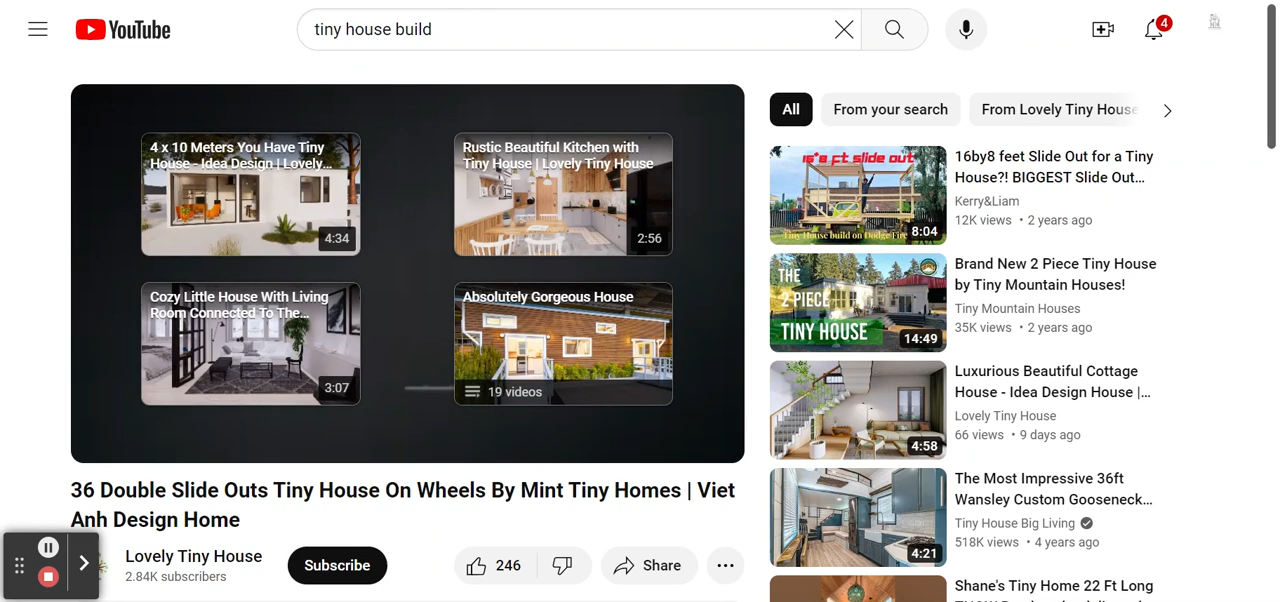 YouTube
tiny house build
4
4 x 10 Meters You Have Tiny
House - Idea Design | Lovely...
4:34
Rustic Beautiful Kitchen with
Tiny House | Lovely Tiny House
2:56
Cozy Little House With Living
Room Connected To The...
3:07
Absolutely Gorgeous House
19 videos
36 Double Slide Outs Tiny House On Wheels By Mint Tiny Homes | Viet
Anh Design Home
Lovely Tiny House
2.84K subscribers
Subscribe
246
Share
All
From your search
From Lovely Tiny House
16*8 ft slide out
Tiny House build on Dodge Fire
8:04
16by8 feet Slide Out for a Tiny
House?! BIGGEST Slide Out...
Kerry&Liam
12K views • 2 years ago
THE
2 PIECE
TINY HOUSE
14:49
Brand New 2 Piece Tiny House
by Tiny Mountain Houses!
Tiny Mountain Houses
35K views • 2 years ago
4:58
Luxurious Beautiful Cottage
House - Idea Design House |...
Lovely Tiny House
66 views • 9 days ago
4:21
The Most Impressive 36ft
Wansley Custom Gooseneck...
Tiny House Big Living
518K views • 4 years ago
Shane's Tiny Home 22 Ft Long